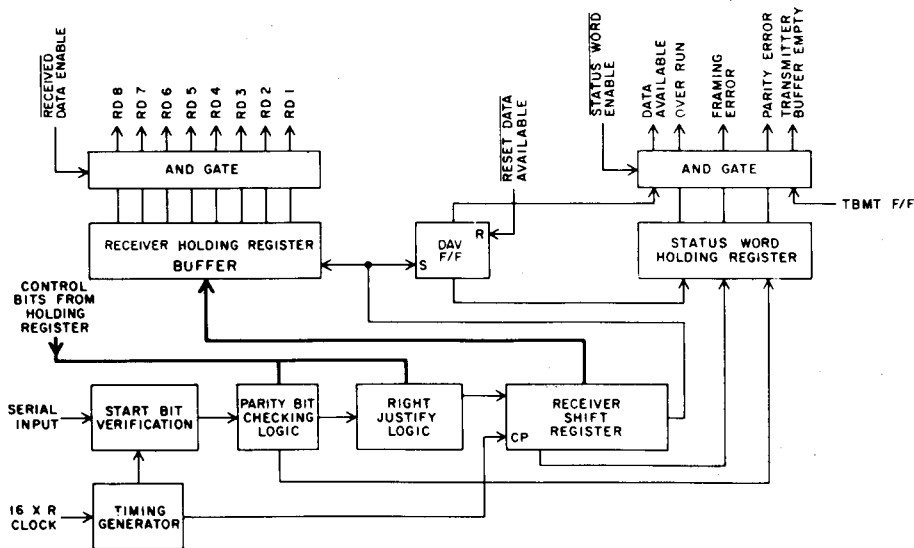 RECEIVED
DATA ENABLE
RD 8
RD 7
RD 6
RD 5
RD 4
RD 3
RD 2
RD 1
AND GATE
RECEIVER HOLDING REGISTER
BUFFER
RESET DATA
AVAILABLE
R
DAV
F/F
S
STATUS WORD
ENABLE
DATA
AVAILABLE
OVER RUN
FRAMING
ERROR
PARITY ERROR
TRANSMITTER
BUFFER EMPTY
AND GATE
TBMT F/F
STATUS WORD
HOLDING REGISTER
CONTROL
BITS FROM
HOLDING
REGISTER
SERIAL
INPUT
START BIT
VERIFICATION
PARITY BIT
CHECKING
LOGIC
RIGHT
JUSTIFY
LOGIC
RECEIVER
SHIFT
REGISTER
CP
16 X R
CLOCK
TIMING
GENERATOR